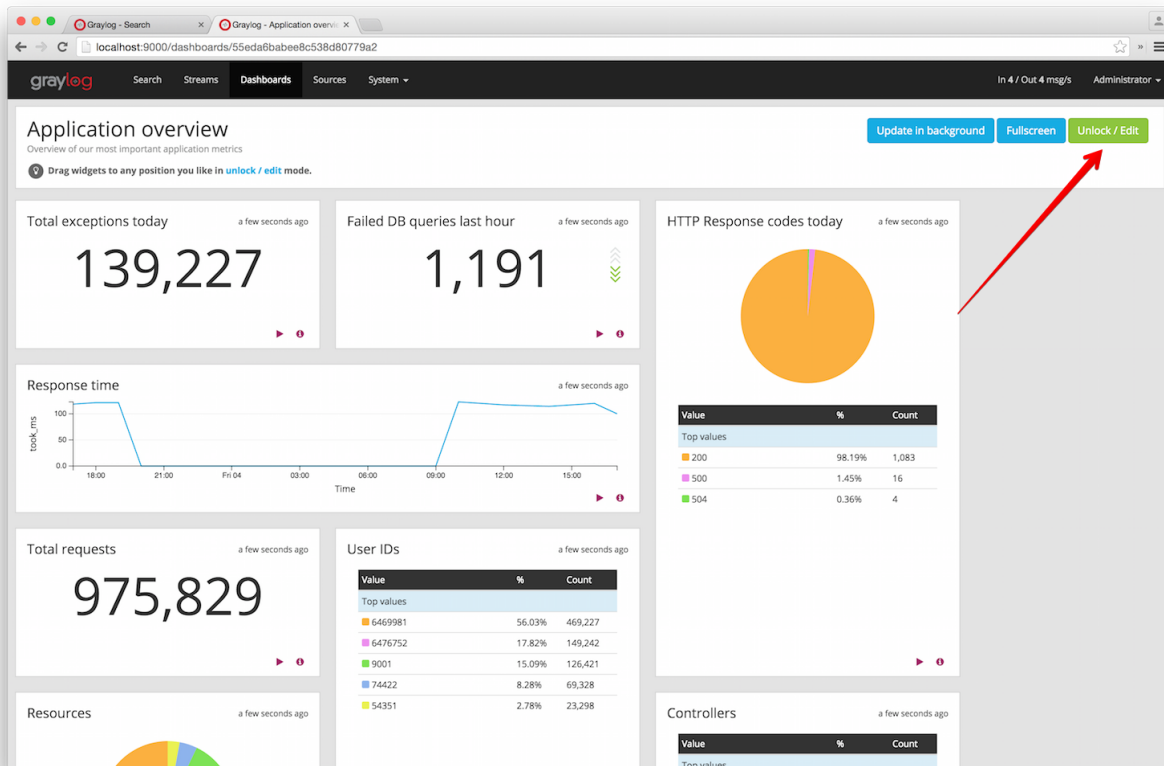 Graylog - Search
Graylog - Application overvi
localhost:9000/dashboards/55eda6babee8c538d80779a2
graylog Search Streams Dashboards Sources System In 4 / Out 4 msg/s Administrator
Application overview
Overview of our most important application metrics
Drag widgets to any position you like in unlock / edit mode.
Update in background Fullscreen Unlock / Edit
Total exceptions today a few seconds ago
139,227
Failed DB queries last hour a few seconds ago
1,191
HTTP Response codes today a few seconds ago
Value % Count
Top values
200 98.19% 1,083
500 1.45% 16
504 0.36% 4
Response time a few seconds ago
took_ms
100
50
0.0
18:00 21:00 Fri 04 03:00 06:00 09:00 12:00 15:00
Time
Total requests a few seconds ago
975,829
User IDs a few seconds ago
Value % Count
Top values
6469981 56.03% 469,227
6476752 17.82% 149,242
9001 15.09% 126,421
74422 8.28% 69,328
54351 2.78% 23,298
Resources a few seconds ago
Controllers a few seconds ago
Value % Count
Top values